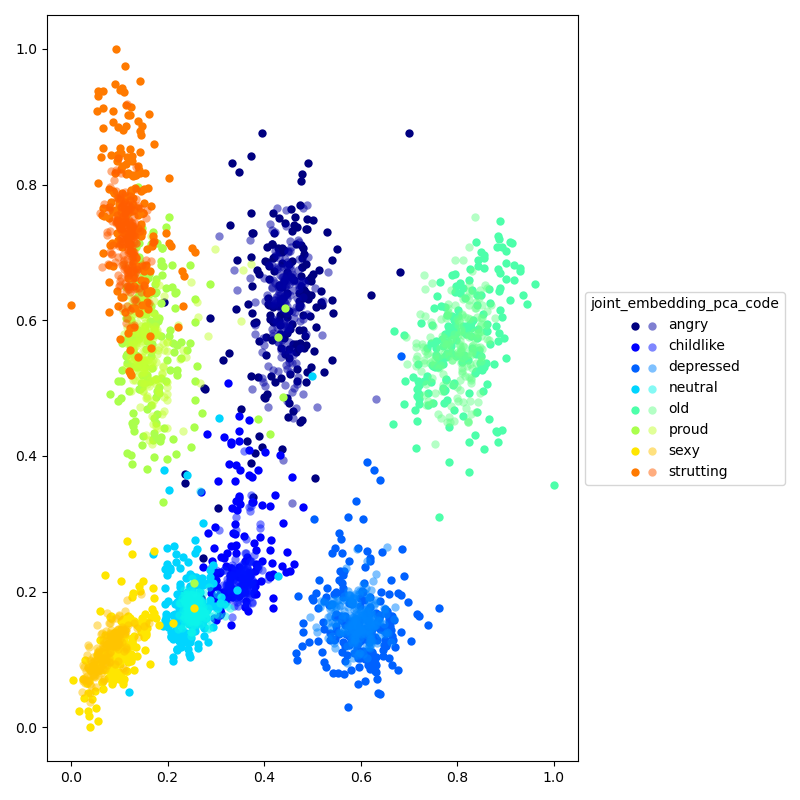 1.0
0.8
0.6
0.4
0.2
0.0
0.0 0.2 0.4 0.6 0.8 1.0
joint_embedding_pca_code
angry
childlike
depressed
neutral
old
proud
sexy
strutting